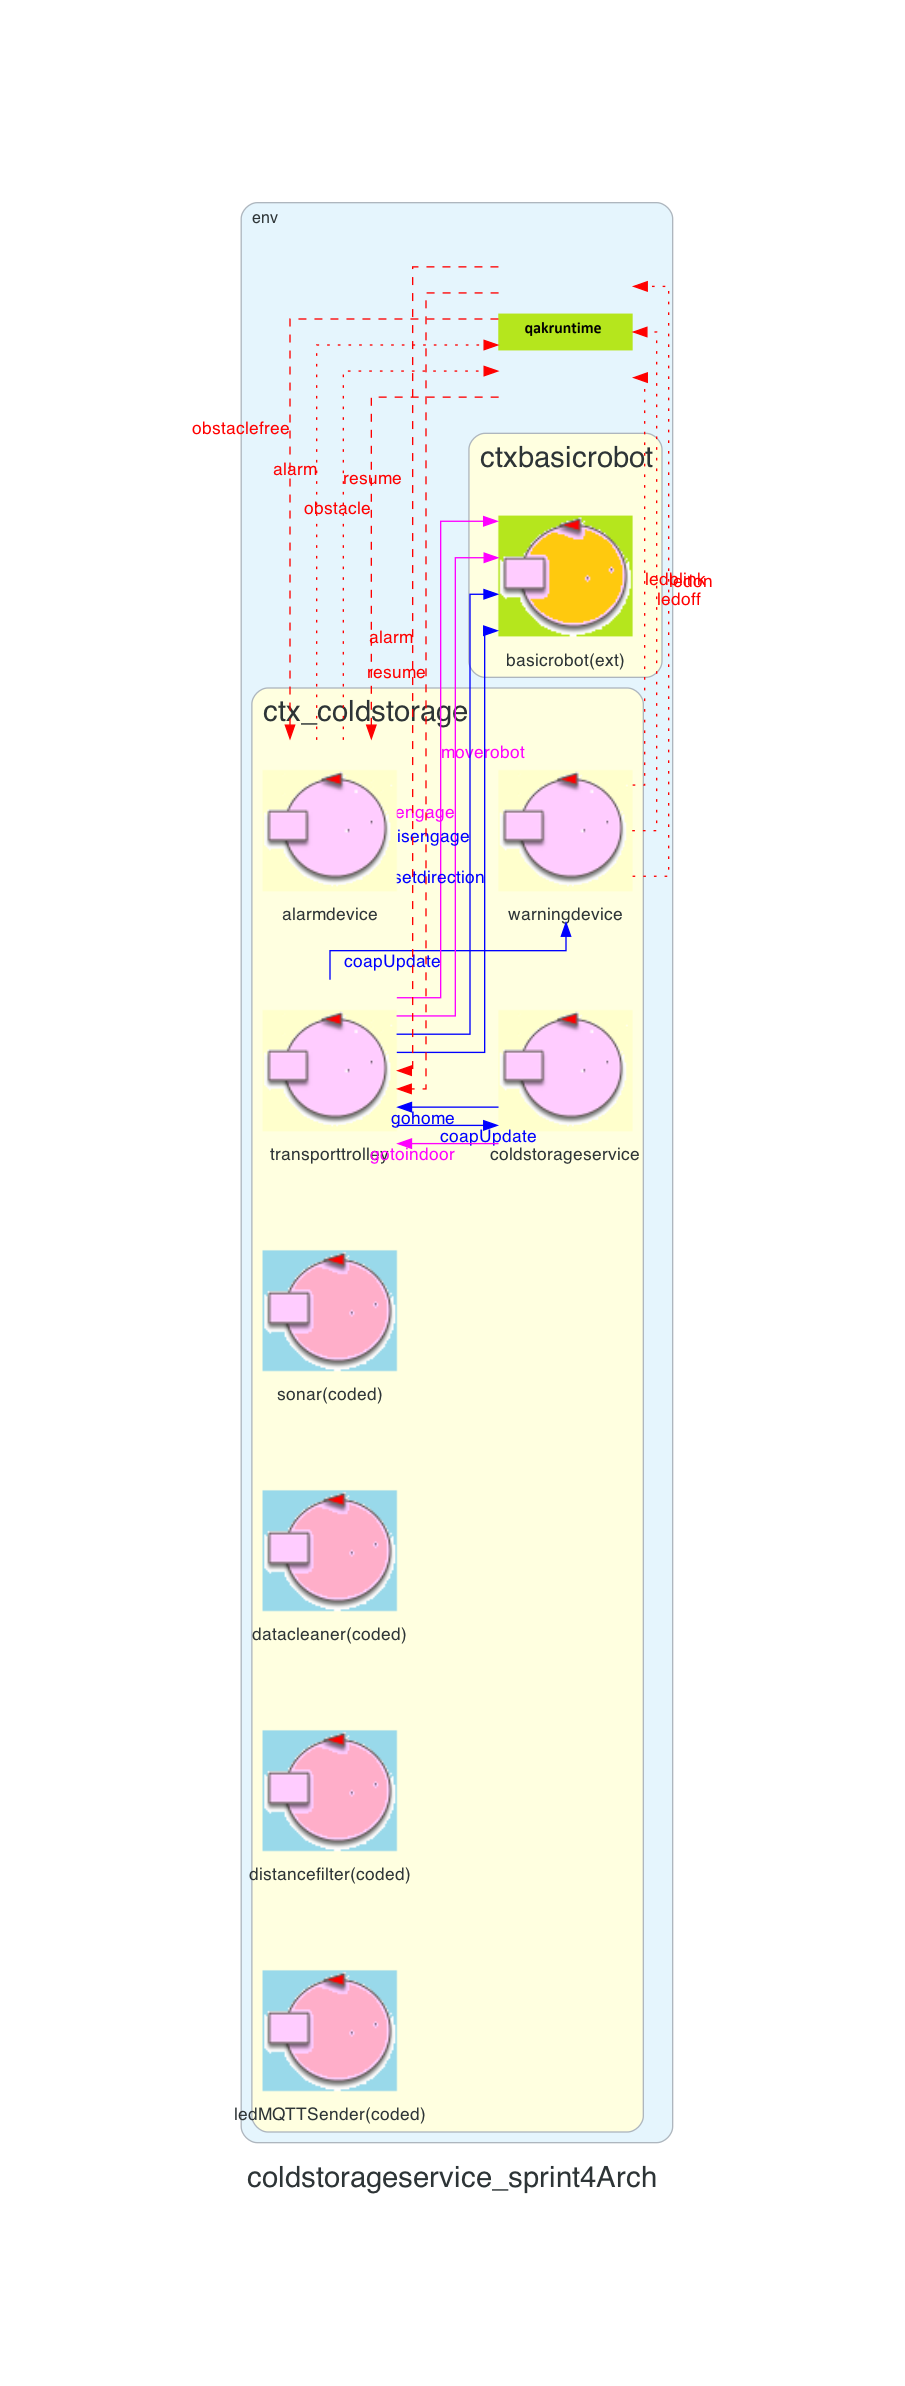 env
qakruntime
obstaclefree
alarm
resume
obstacle
ctxbasicrobot
ledblink
ledon
ledoff
alarm
basicrobot(ext)
resume
ctx_coldstorage
moverobot
engage
isengage
setdirection
alarmdevice
warningdevice
coapUpdate
gohome
coapUpdate
transporttrolley
gotoindoor
coldstorageservice
sonar(coded)
datacleaner(coded)
distancefilter(coded)
ledMQTTSender(coded)
coldstorageservice_sprint4Arch